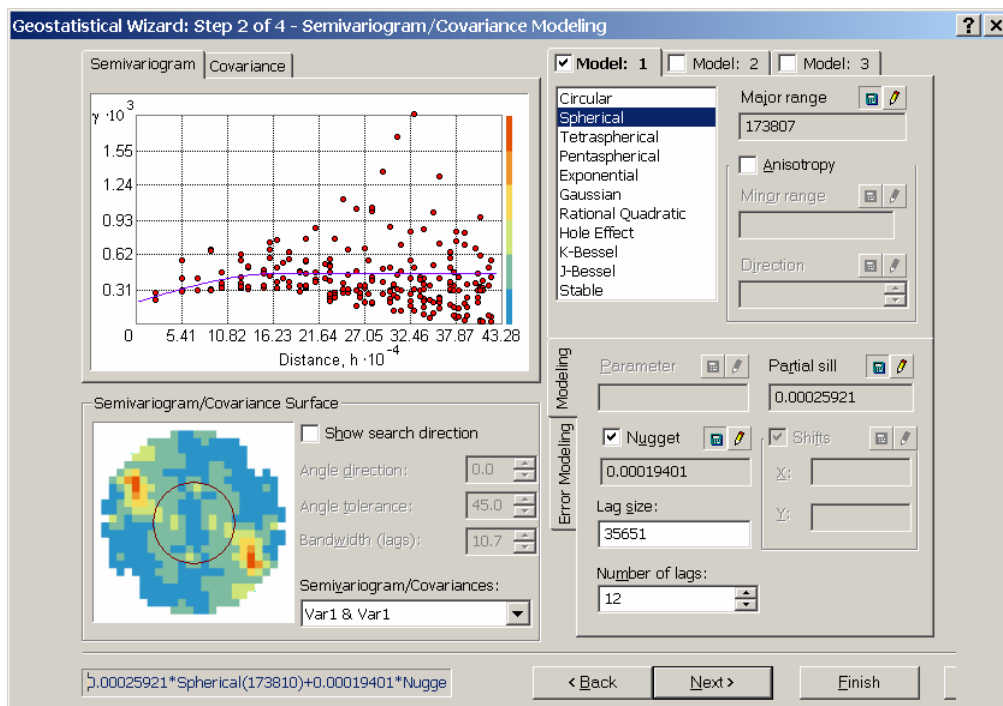 Geostatistical Wizard: Step 2 of 4 - Semivariogram/Covariance Modeling
Semivariogram
Covariance
γ ·10³
1.55
1.24
0.93
0.62
0.31
0 5.41 10.82 16.23 21.64 27.05 32.46 37.87 43.28
Distance, h ·10⁻⁴
Semivariogram/Covariance Surface
Show search direction
Angle direction: 0.0
Angle tolerance: 45.0
Bandwidth (lags): 10.7
Semivariogram/Covariances:
Var1 & Var1
Model: 1
Model: 2
Model: 3
Circular
Spherical
Tetraspherical
Pentaspherical
Exponential
Gaussian
Rational Quadratic
Hole Effect
K-Bessel
J-Bessel
Stable
Major range
173807
Anisotropy
Minor range
Direction
Modeling
Error Modeling
Parameter
Partial sill
0.00025921
Nugget
0.00019401
Shifts
X:
Y:
Lag size:
35651
Number of lags:
12
0.00025921*Spherical(173810)+0.00019401*Nugge
< Back
Next >
Finish